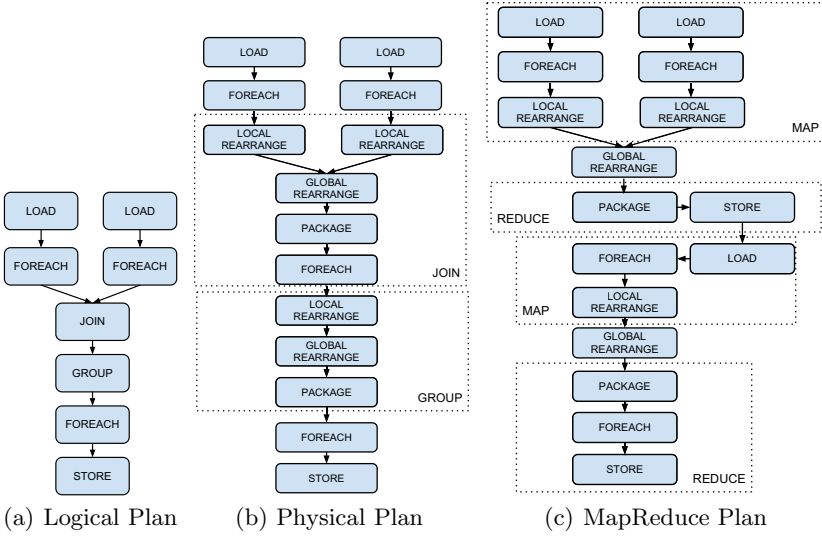 LOAD
LOAD
FOREACH
FOREACH
JOIN
GROUP
FOREACH
STORE
(a) Logical Plan
LOAD
LOAD
FOREACH
FOREACH
LOCAL
REARRANGE
LOCAL
REARRANGE
GLOBAL
REARRANGE
PACKAGE
FOREACH
JOIN
LOCAL
REARRANGE
GLOBAL
REARRANGE
PACKAGE
GROUP
FOREACH
STORE
(b) Physical Plan
LOAD
LOAD
FOREACH
FOREACH
LOCAL
REARRANGE
LOCAL
REARRANGE
MAP
GLOBAL
REARRANGE
PACKAGE
STORE
REDUCE
FOREACH
LOAD
LOCAL
REARRANGE
MAP
GLOBAL
REARRANGE
PACKAGE
FOREACH
STORE
REDUCE
(c) MapReduce Plan